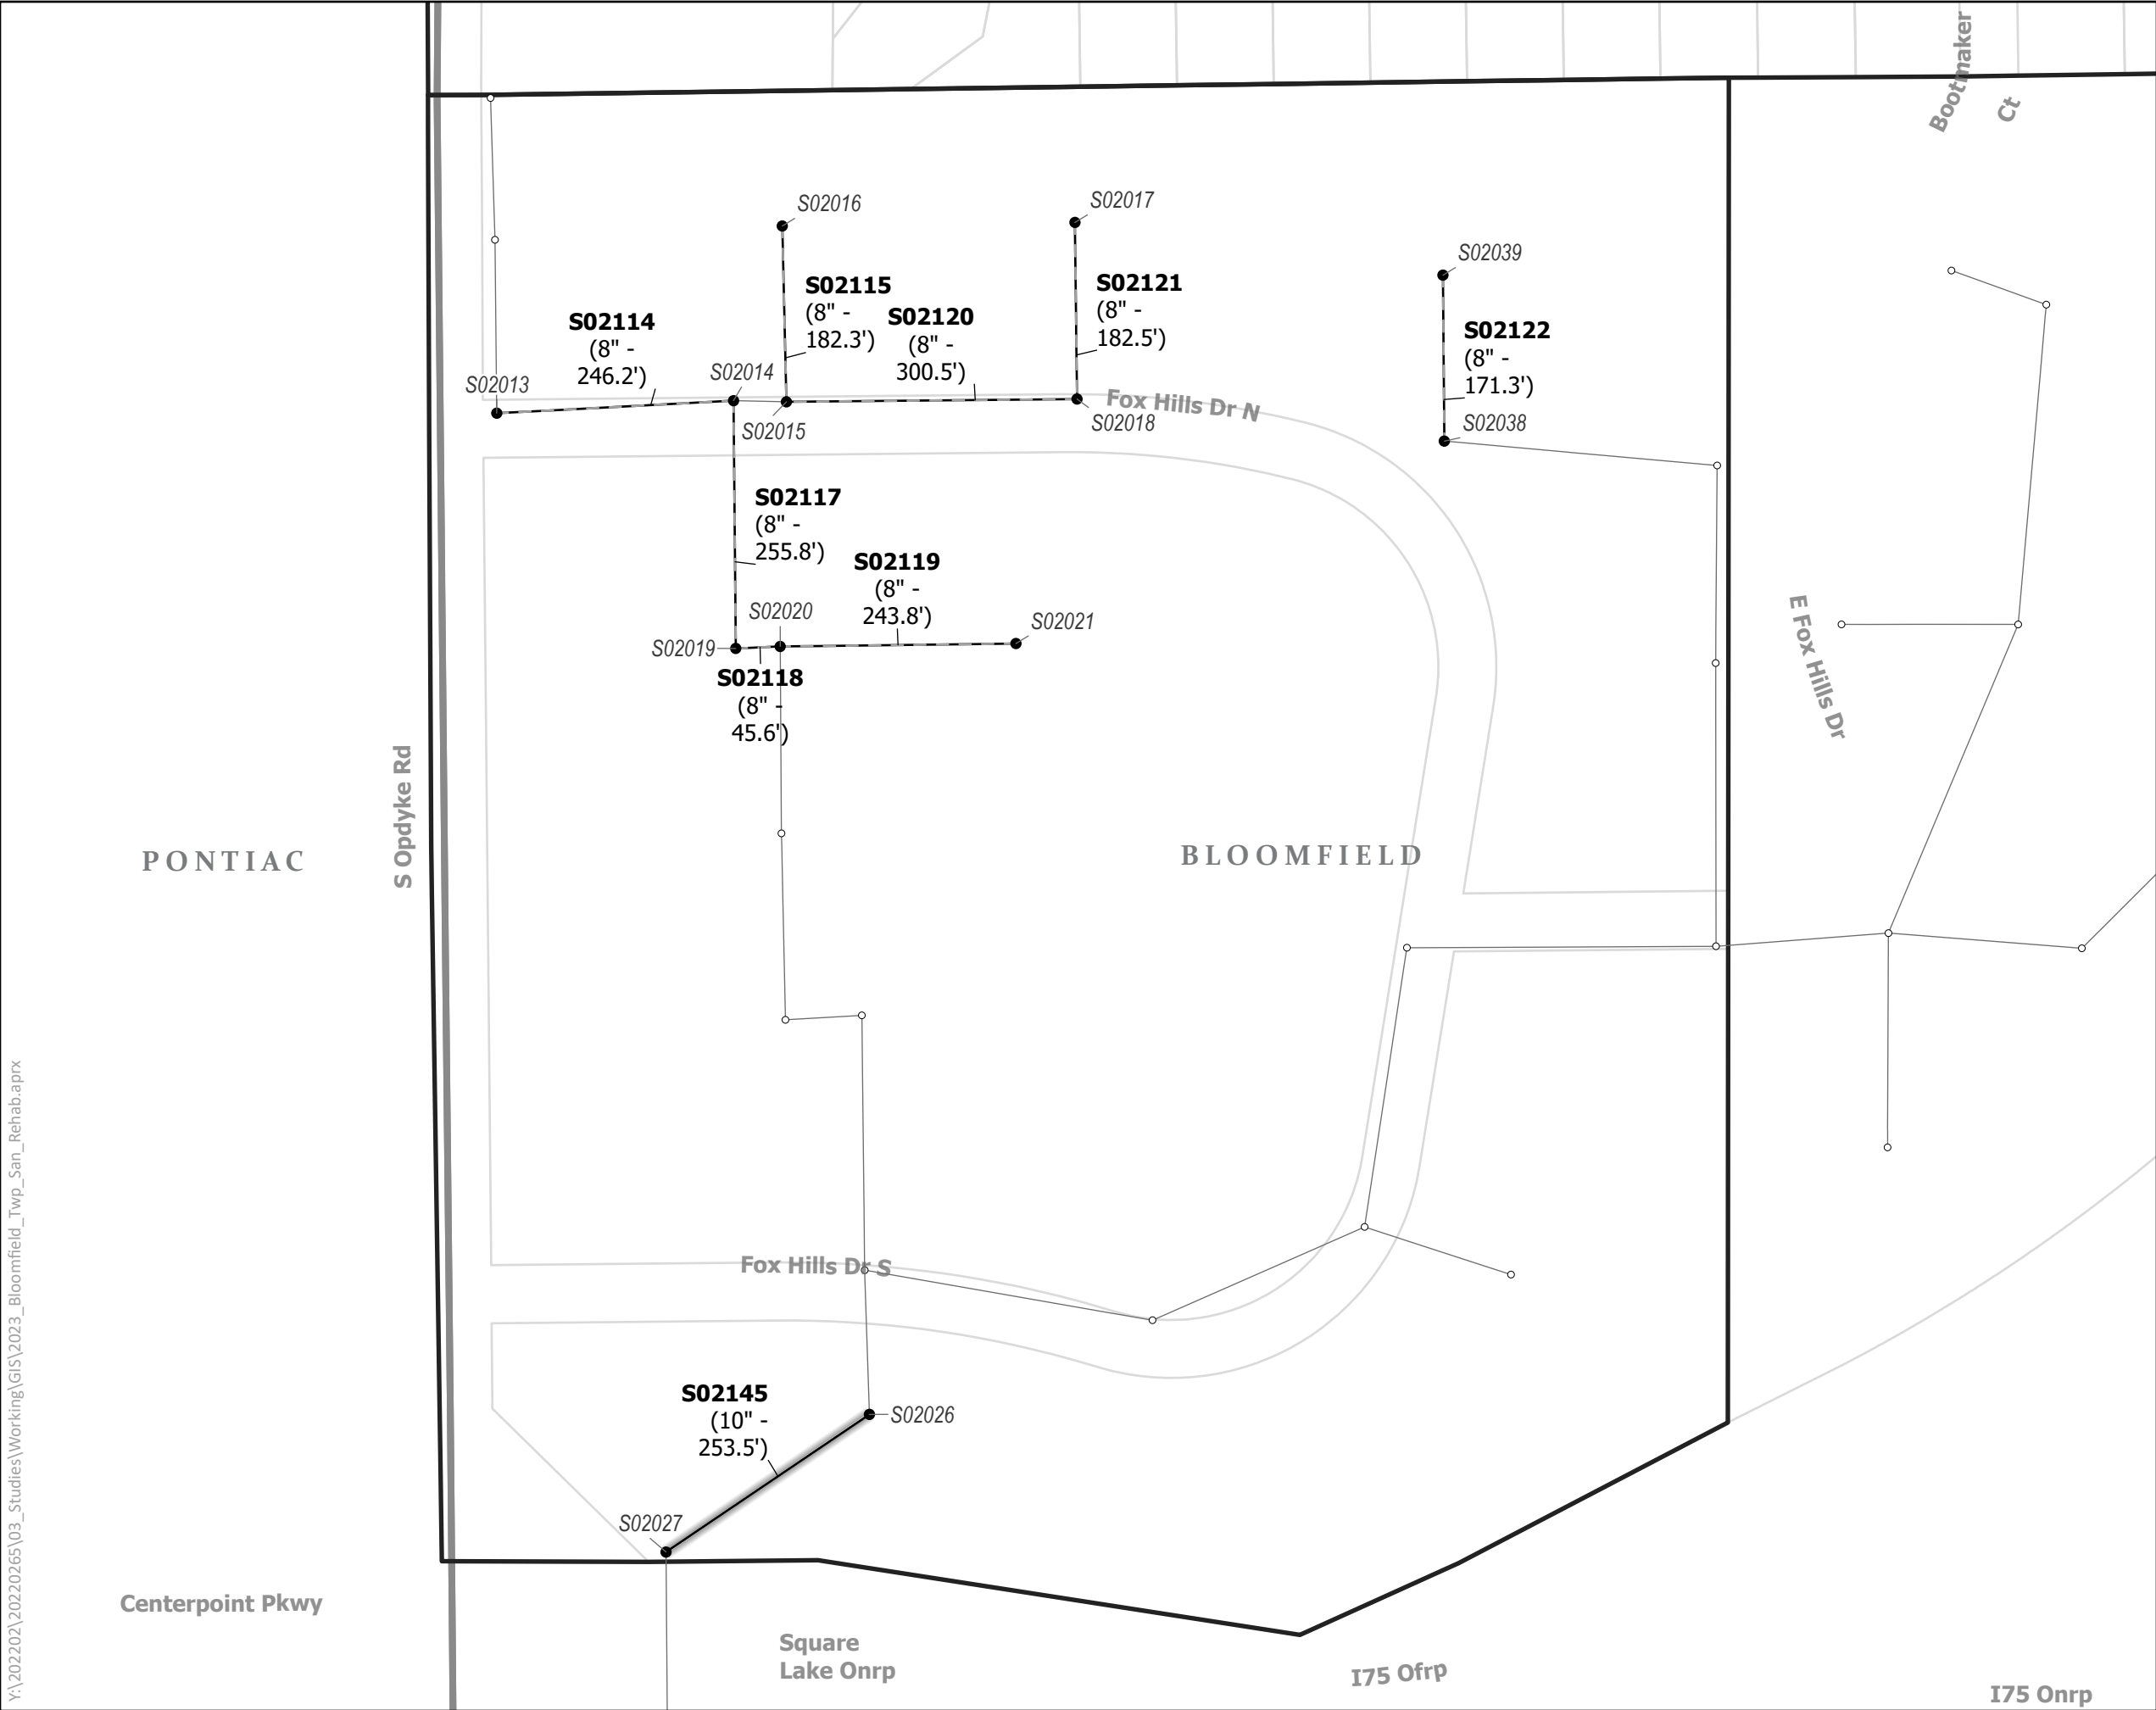 Bootmaker
Ct
S02016
S02017
S02039
S02115
(8" -
182.3')
S02121
(8" -
182.5')
S02120
(8" -
300.5')
S02114
(8" -
246.2')
S02122
(8" -
171.3')
S02013
S02014
S02015
Fox Hills Dr N
S02018
S02038
S02117
(8" -
255.8')
S02119
(8" -
243.8')
S02020
S02021
S02019
S02118
(8" -
45.6')
E Fox Hills Dr
S Opdyke Rd
PONTIAC
BLOOMFIELD
Fox Hills Dr S
S02145
(10" -
253.5')
S02026
S02027
Centerpoint Pkwy
Square
Lake Onrp
I75 Ofrp
I75 Onrp
Y:\202202\20220265\03_Studies\Working\GIS\2023_Bloomfield_Twp_San_Rehab.aprx